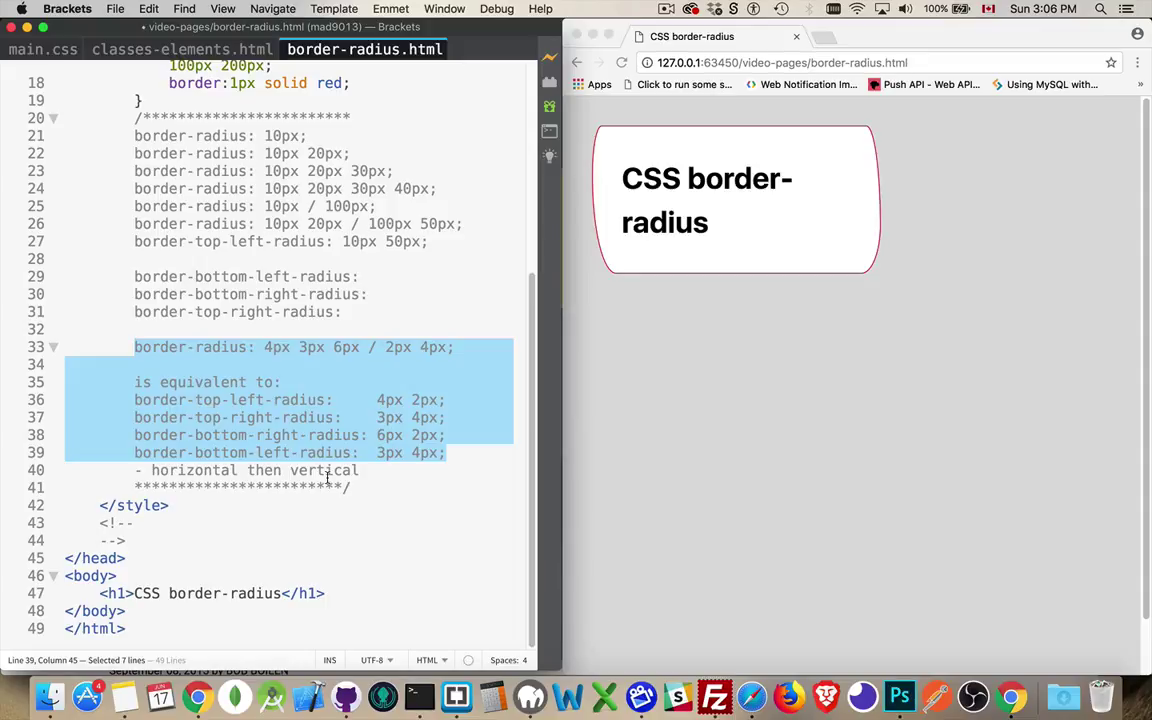 Brackets File Edit Find View Navigate Template Emmet Window Debug Help 100% Sun 3:06 PM
• video-pages/border-radius.html (mad9013) — Brackets
main.css classes-elements.html border-radius.html
100px 200px;
18 border:1px solid red;
19 }
20 /************************
21 border-radius: 10px;
22 border-radius: 10px 20px;
23 border-radius: 10px 20px 30px;
24 border-radius: 10px 20px 30px 40px;
25 border-radius: 10px / 100px;
26 border-radius: 10px 20px / 100px 50px;
27 border-top-left-radius: 10px 50px;
28
29 border-bottom-left-radius:
30 border-bottom-right-radius:
31 border-top-right-radius:
32
33 border-radius: 4px 3px 6px / 2px 4px;
34
35 is equivalent to:
36 border-top-left-radius: 4px 2px;
37 border-top-right-radius: 3px 4px;
38 border-bottom-right-radius: 6px 2px;
39 border-bottom-left-radius: 3px 4px;
40 - horizontal then vertical
41 ************************/
42 </style>
43 <!--
44 -->
45 </head>
46 <body>
47 <h1>CSS border-radius</h1>
48 </body>
49 </html>
Line 39, Column 45 — Selected 7 lines — 49 Lines INS UTF-8 HTML Spaces: 4
CSS border-radius
127.0.0.1:63450/video-pages/border-radius.html
Apps Click to run some s... Web Notification Im... Push API - Web API... Using MySQL with...
CSS border-
radius
September 08, 2013 by BOB BOILEN
4
JUN
17
Ps